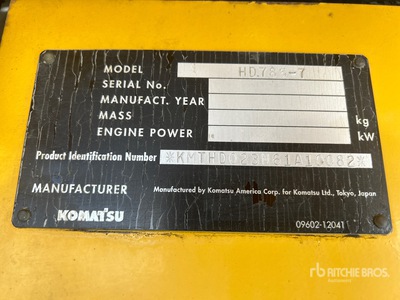 MODEL HD785-7
SERIAL No.
MANUFACT. YEAR
MASS kg
ENGINE POWER kW
Product Identification Number
MANUFACTURER Manufactured by Komatsu America Corp. for Komatsu Ltd., Tokyo, Japan
KOMATSU 09602-12041
rb RITCHIE BROS.